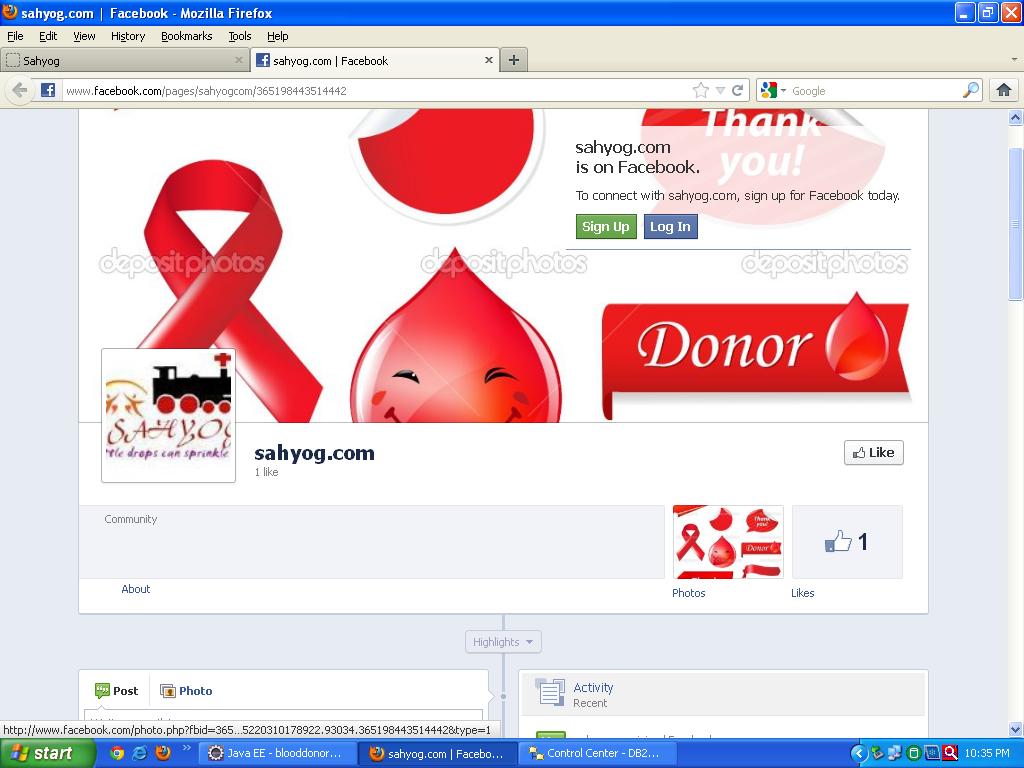 sahyog.com | Facebook - Mozilla Firefox
File Edit View History Bookmarks Tools Help
Sahyog
sahyog.com | Facebook
www.facebook.com/pages/sahyogcom/365198443514442
Google
Thank
you!
sahyog.com
is on Facebook.
To connect with sahyog.com, sign up for Facebook today.
Sign Up Log In
depositphotos depositphotos depositphotos
Donor
SAHYOG
drops can sprinkle
sahyog.com
1 like
Like
Community
Thank
you!
Donor
1
About
Photos
Likes
Highlights
Post Photo
Activity
Recent
http://www.facebook.com/photo.php?fbid=365...5220310178922.93034.365198443514442&type=1
start
Java EE - blooddonor...
sahyog.com | Facebo...
Control Center - DB2...
10:35 PM